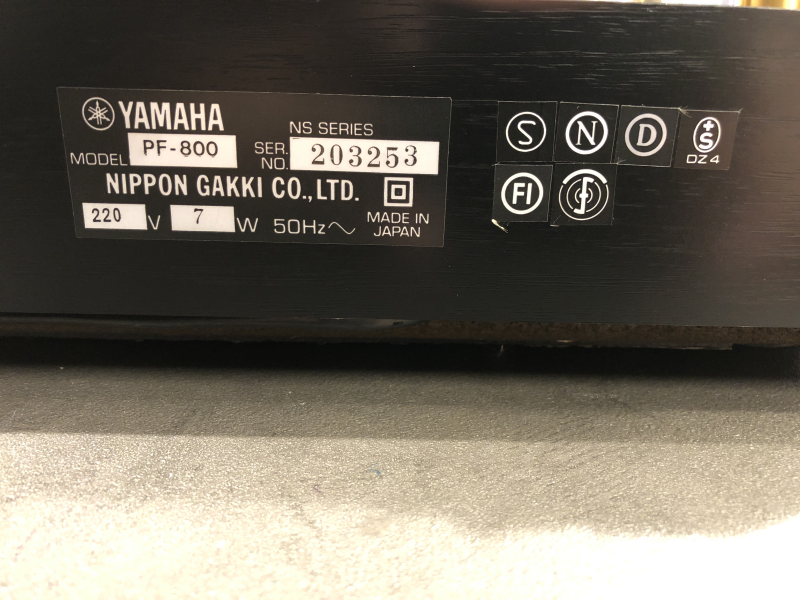 YAMAHA
NS SERIES
MODEL PF-800 SER. NO. 203253
NIPPON GAKKI CO., LTD.
220 V 7 W 50Hz~ MADE IN JAPAN
S N D +S
DZ4
FI